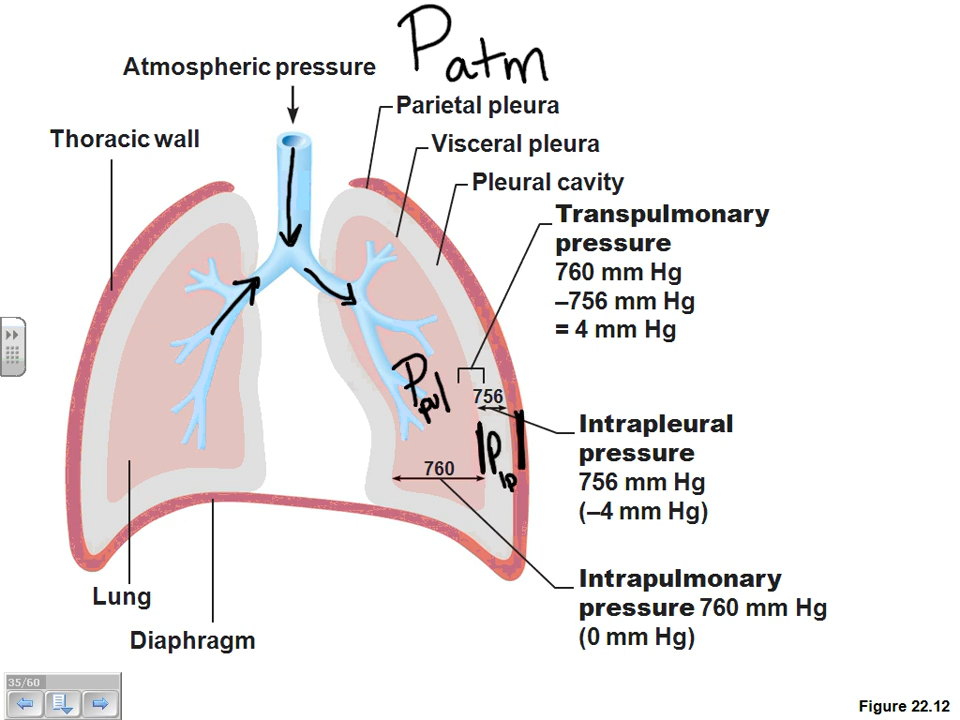 Patm
Atmospheric pressure
Parietal pleura
Thoracic wall
Visceral pleura
Pleural cavity
Transpulmonary
pressure
760 mm Hg
–756 mm Hg
= 4 mm Hg
Ppul
756
Intrapleural
pressure
756 mm Hg
(–4 mm Hg)
Pip
760
Intrapulmonary
pressure 760 mm Hg
(0 mm Hg)
Lung
Diaphragm
35/60
Figure 22.12